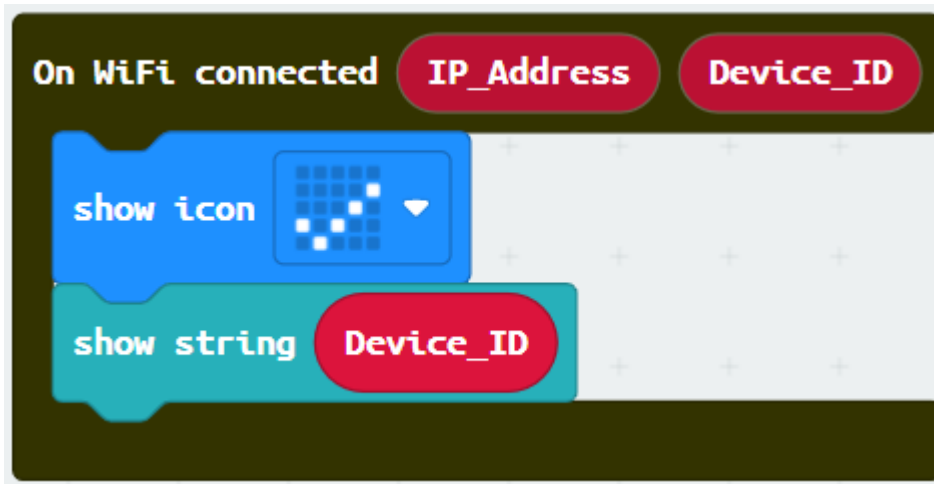 On WiFi connected IP_Address Device_ID
show icon
show string Device_ID